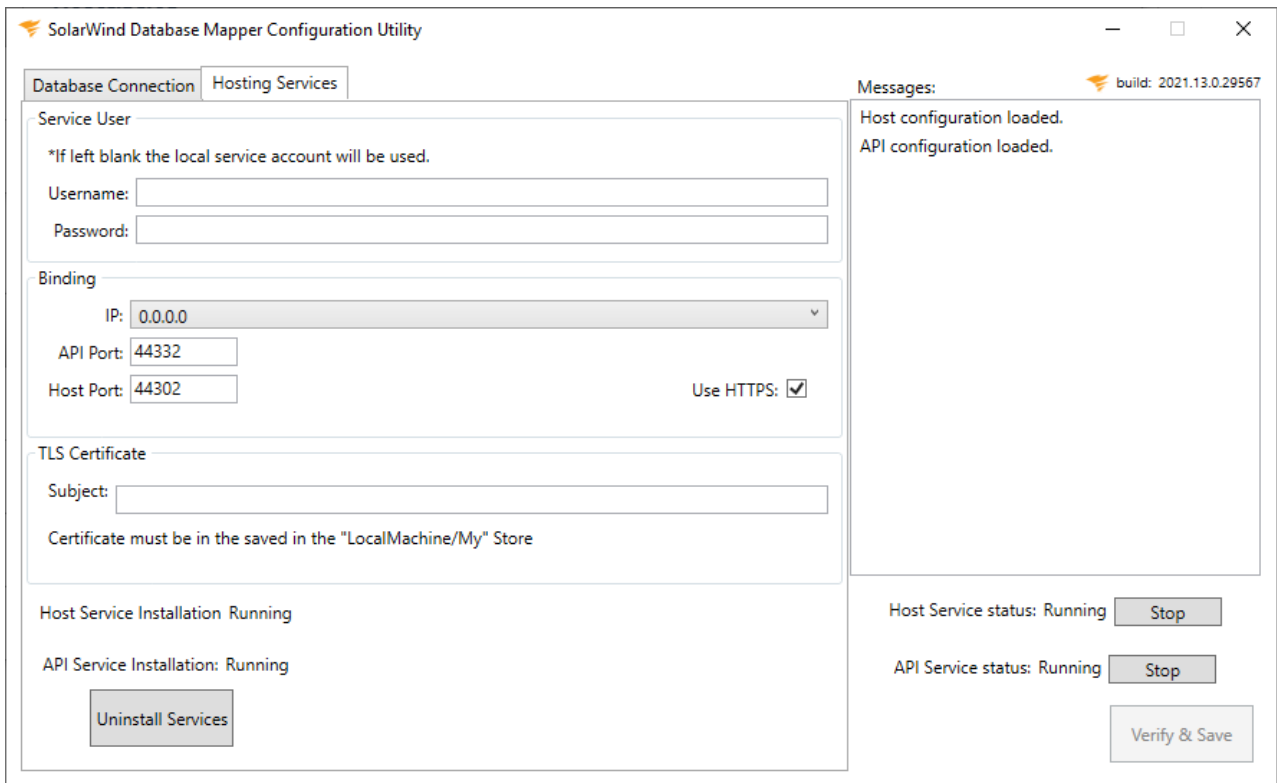 SolarWind Database Mapper Configuration Utility
Database Connection
Hosting Services
Messages:
build: 2021.13.0.29567
Service User
*If left blank the local service account will be used.
Username:
Password:
Binding
IP: 0.0.0.0
API Port: 44332
Host Port: 44302
Use HTTPS:
TLS Certificate
Subject:
Certificate must be in the saved in the "LocalMachine/My" Store
Host Service Installation Running
API Service Installation: Running
Uninstall Services
Host configuration loaded.
API configuration loaded.
Host Service status: Running Stop
API Service status: Running Stop
Verify & Save